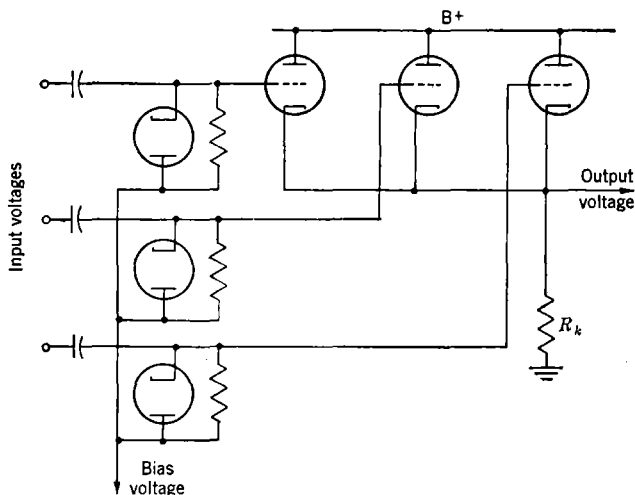 B+
Input voltages
Output
voltage
R_k
Bias
voltage